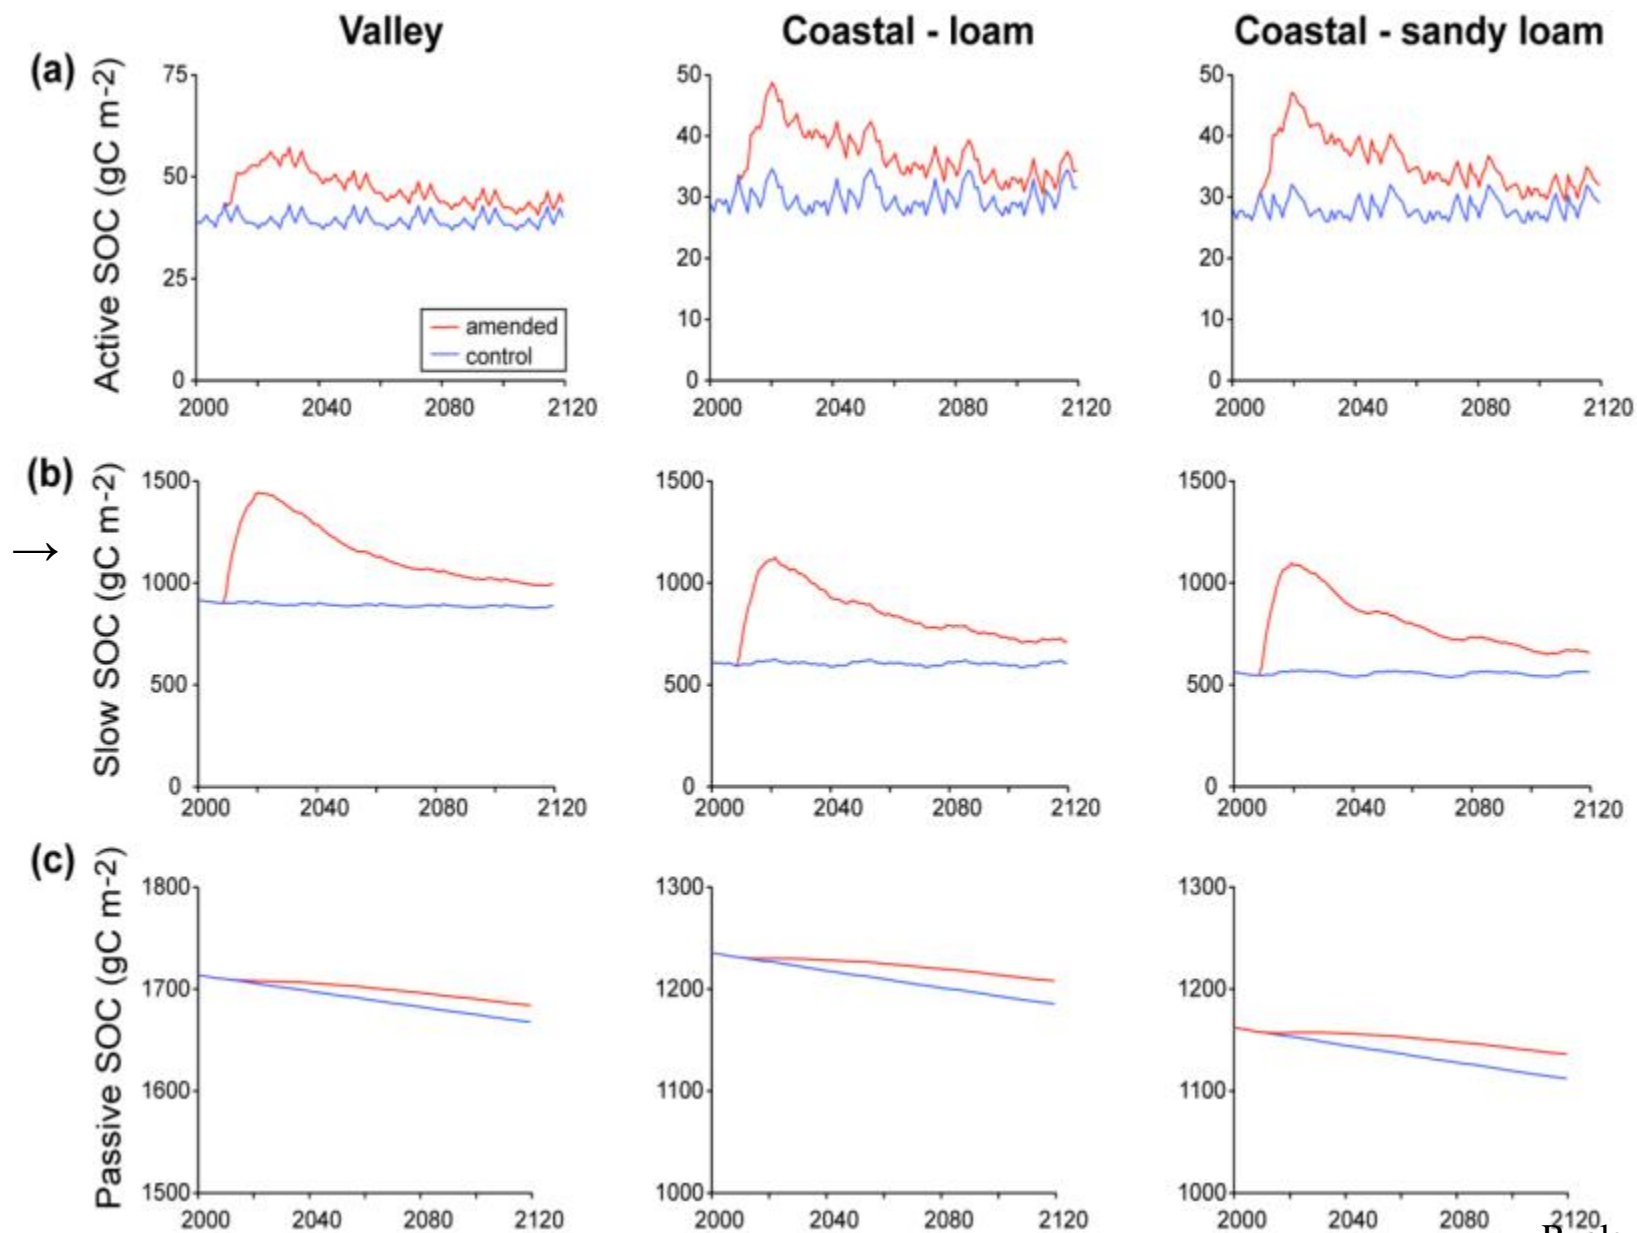 Valley
Coastal - loam
Coastal - sandy loam
(a)
Active SOC (gC m-2)
75
50
25
0
2000 2040 2080 2120
amended
control
50
40
30
20
10
0
2000 2040 2080 2120
50
40
30
20
10
0
2000 2040 2080 2120
(b)
→
Slow SOC (gC m-2)
1500
1000
500
0
2000 2040 2080 2120
1500
1000
500
0
2000 2040 2080 2120
1500
1000
500
0
2000 2040 2080 2120
(c)
Passive SOC (gC m-2)
1800
1700
1600
1500
2000 2040 2080 2120
1300
1200
1100
1000
2000 2040 2080 2120
1300
1200
1100
1000
2000 2040 2080 2120